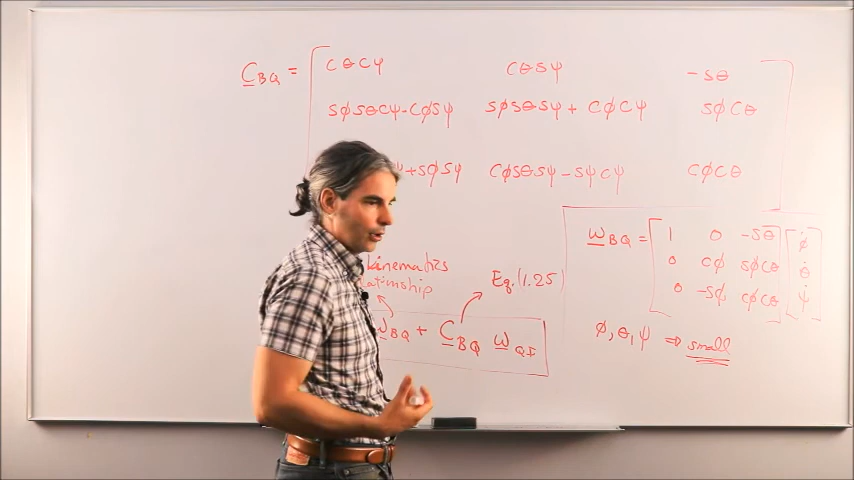 C_BQ = [ cθcψ cθsψ -sθ
sϕsθcψ-cϕsψ sϕsθsψ + cϕcψ sϕcθ
+sϕsψ cϕsθsψ - sψcψ cϕcθ ]
ω_BQ = [ 1 0 -sθ ] [ ϕ̇
0 cϕ sϕcθ θ̇
0 -sϕ cϕcθ ψ̇ ]
kinematics
Eq.(1.25)
ω_BQ + C_BQ ω_QI
ϕ, θ, ψ ⇒ small